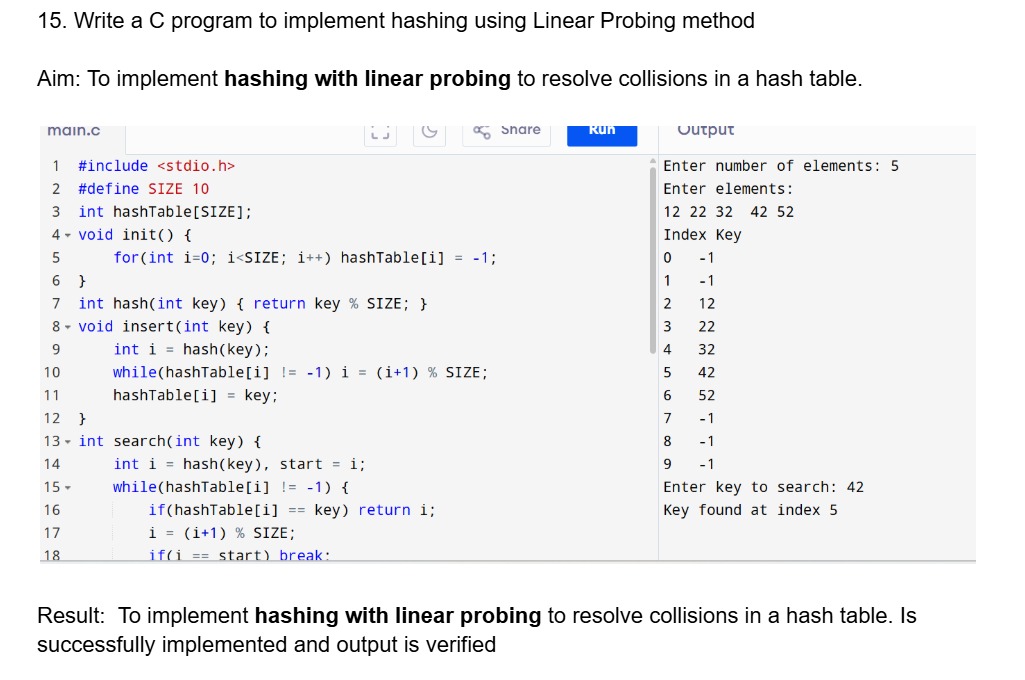 15. Write a C program to implement hashing using Linear Probing method
Aim: To implement hashing with linear probing to resolve collisions in a hash table.
main.c
Share
Run
Output
1 #include <stdio.h>
2 #define SIZE 10
3 int hashTable[SIZE];
4 void init() {
5 for(int i=0; i<SIZE; i++) hashTable[i] = -1;
6 }
7 int hash(int key) { return key % SIZE; }
8 void insert(int key) {
9 int i = hash(key);
10 while(hashTable[i] != -1) i = (i+1) % SIZE;
11 hashTable[i] = key;
12 }
13 int search(int key) {
14 int i = hash(key), start = i;
15 while(hashTable[i] != -1) {
16 if(hashTable[i] == key) return i;
17 i = (i+1) % SIZE;
18 if(i == start) break;
Enter number of elements: 5
Enter elements:
12 22 32 42 52
Index Key
0 -1
1 -1
2 12
3 22
4 32
5 42
6 52
7 -1
8 -1
9 -1
Enter key to search: 42
Key found at index 5
Result: To implement hashing with linear probing to resolve collisions in a hash table. Is
successfully implemented and output is verified